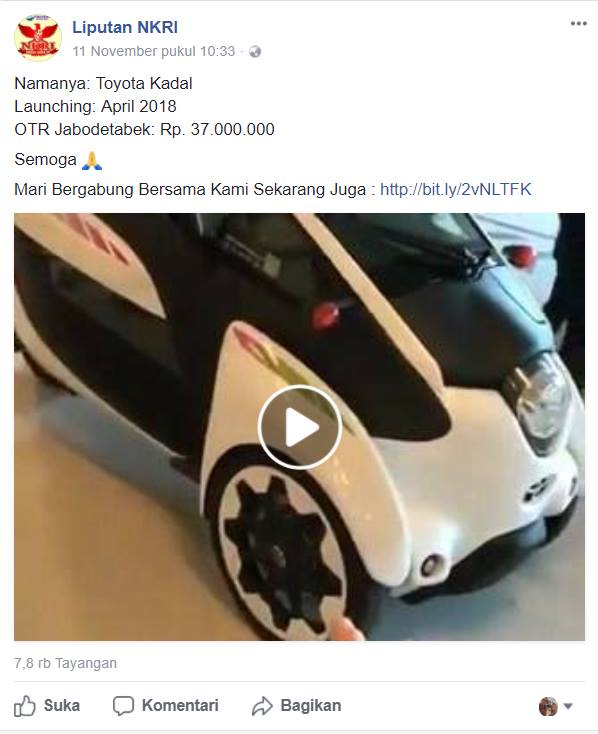 Liputan NKRI
11 November pukul 10:33 ·
Namanya: Toyota Kadal
Launching: April 2018
OTR Jabodetabek: Rp. 37.000.000
Semoga 🙏
Mari Bergabung Bersama Kami Sekarang Juga : http://bit.ly/2vNLTFK
7,8 rb Tayangan
Suka Komentari Bagikan